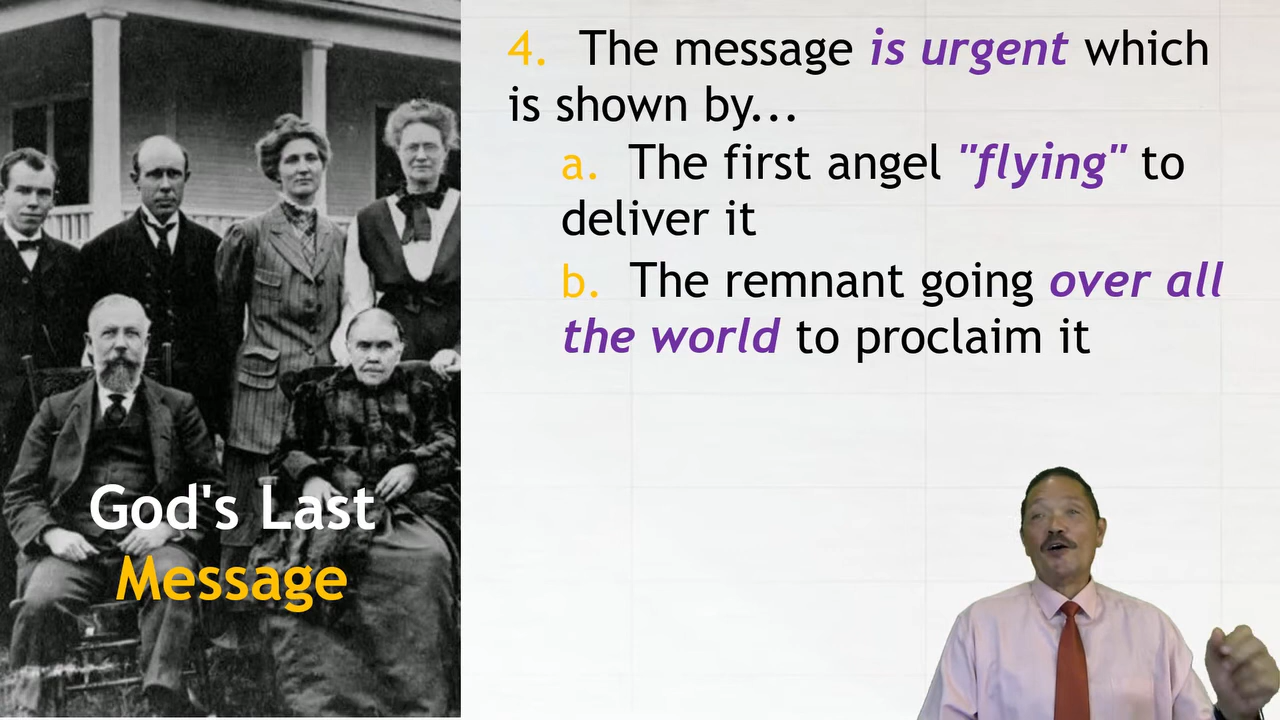 4. The message is urgent which
is shown by...
a. The first angel "flying" to
deliver it
b. The remnant going over all
the world to proclaim it
God's Last
Message